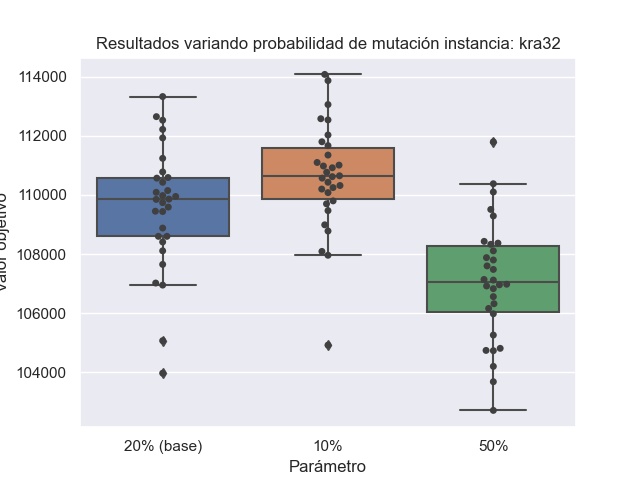 Resultados variando probabilidad de mutación instancia: kra32
114000
112000
110000
108000
106000
104000
objetivo
20% (base)
10%
50%
Parámetro